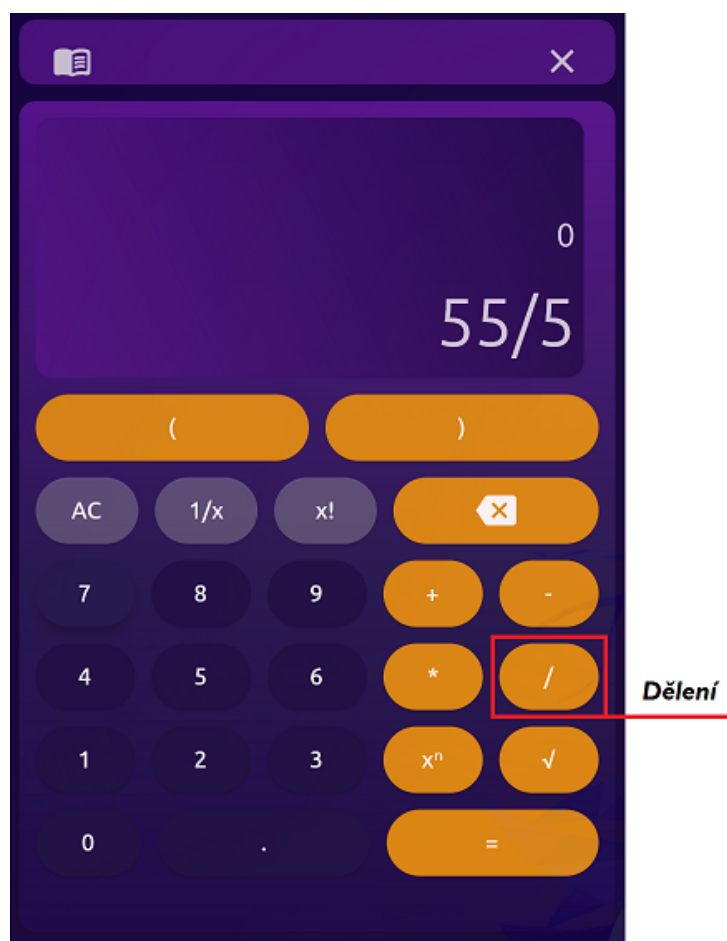 0
55/5
( )
AC 1/x x!
7 8 9 + -
4 5 6 * /
Dělení
1 2 3 xⁿ √
0 . =